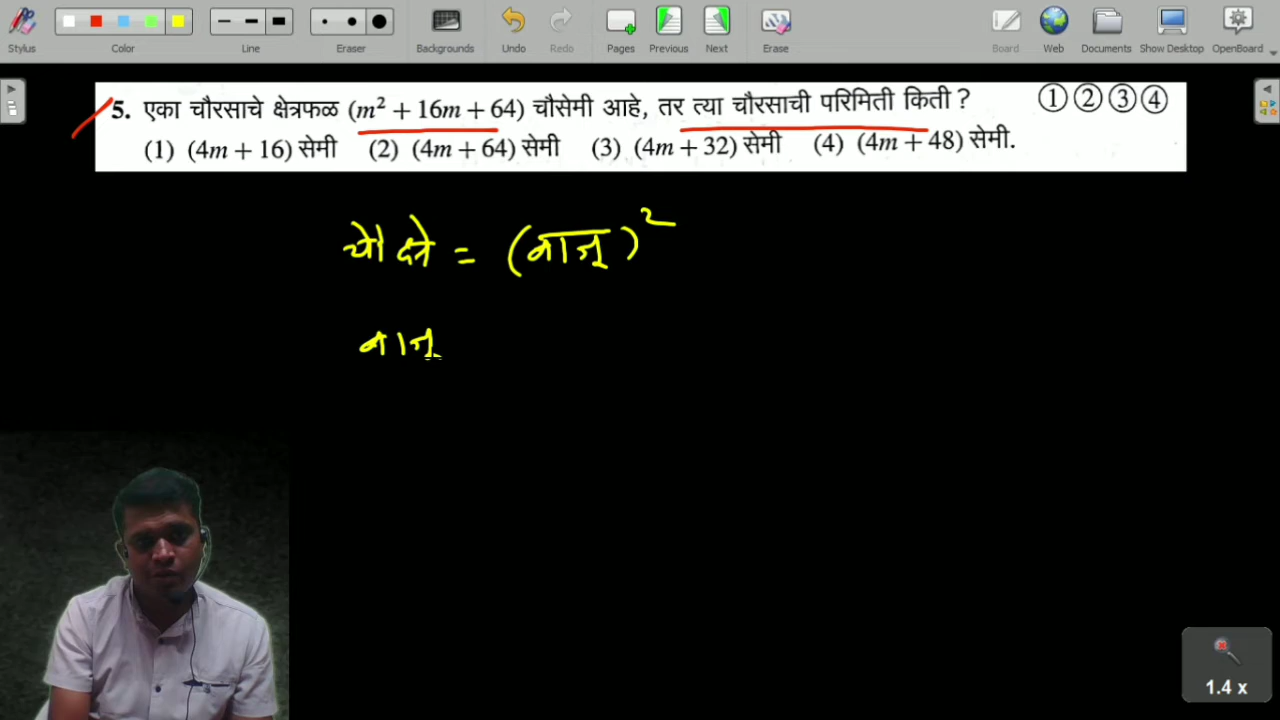 Stylus Color Line Eraser Backgrounds Undo Redo Pages Previous Next Erase Board Web Documents Show Desktop OpenBoard
5. एका चौरसाचे क्षेत्रफळ (m² + 16m + 64) चौसेमी आहे, तर त्या चौरसाची परिमिती किती ? ① ② ③ ④
(1) (4m + 16) सेमी (2) (4m + 64) सेमी (3) (4m + 32) सेमी (4) (4m + 48) सेमी.
चौ क्षे = (बाजू)²
बाजू
1.4 x